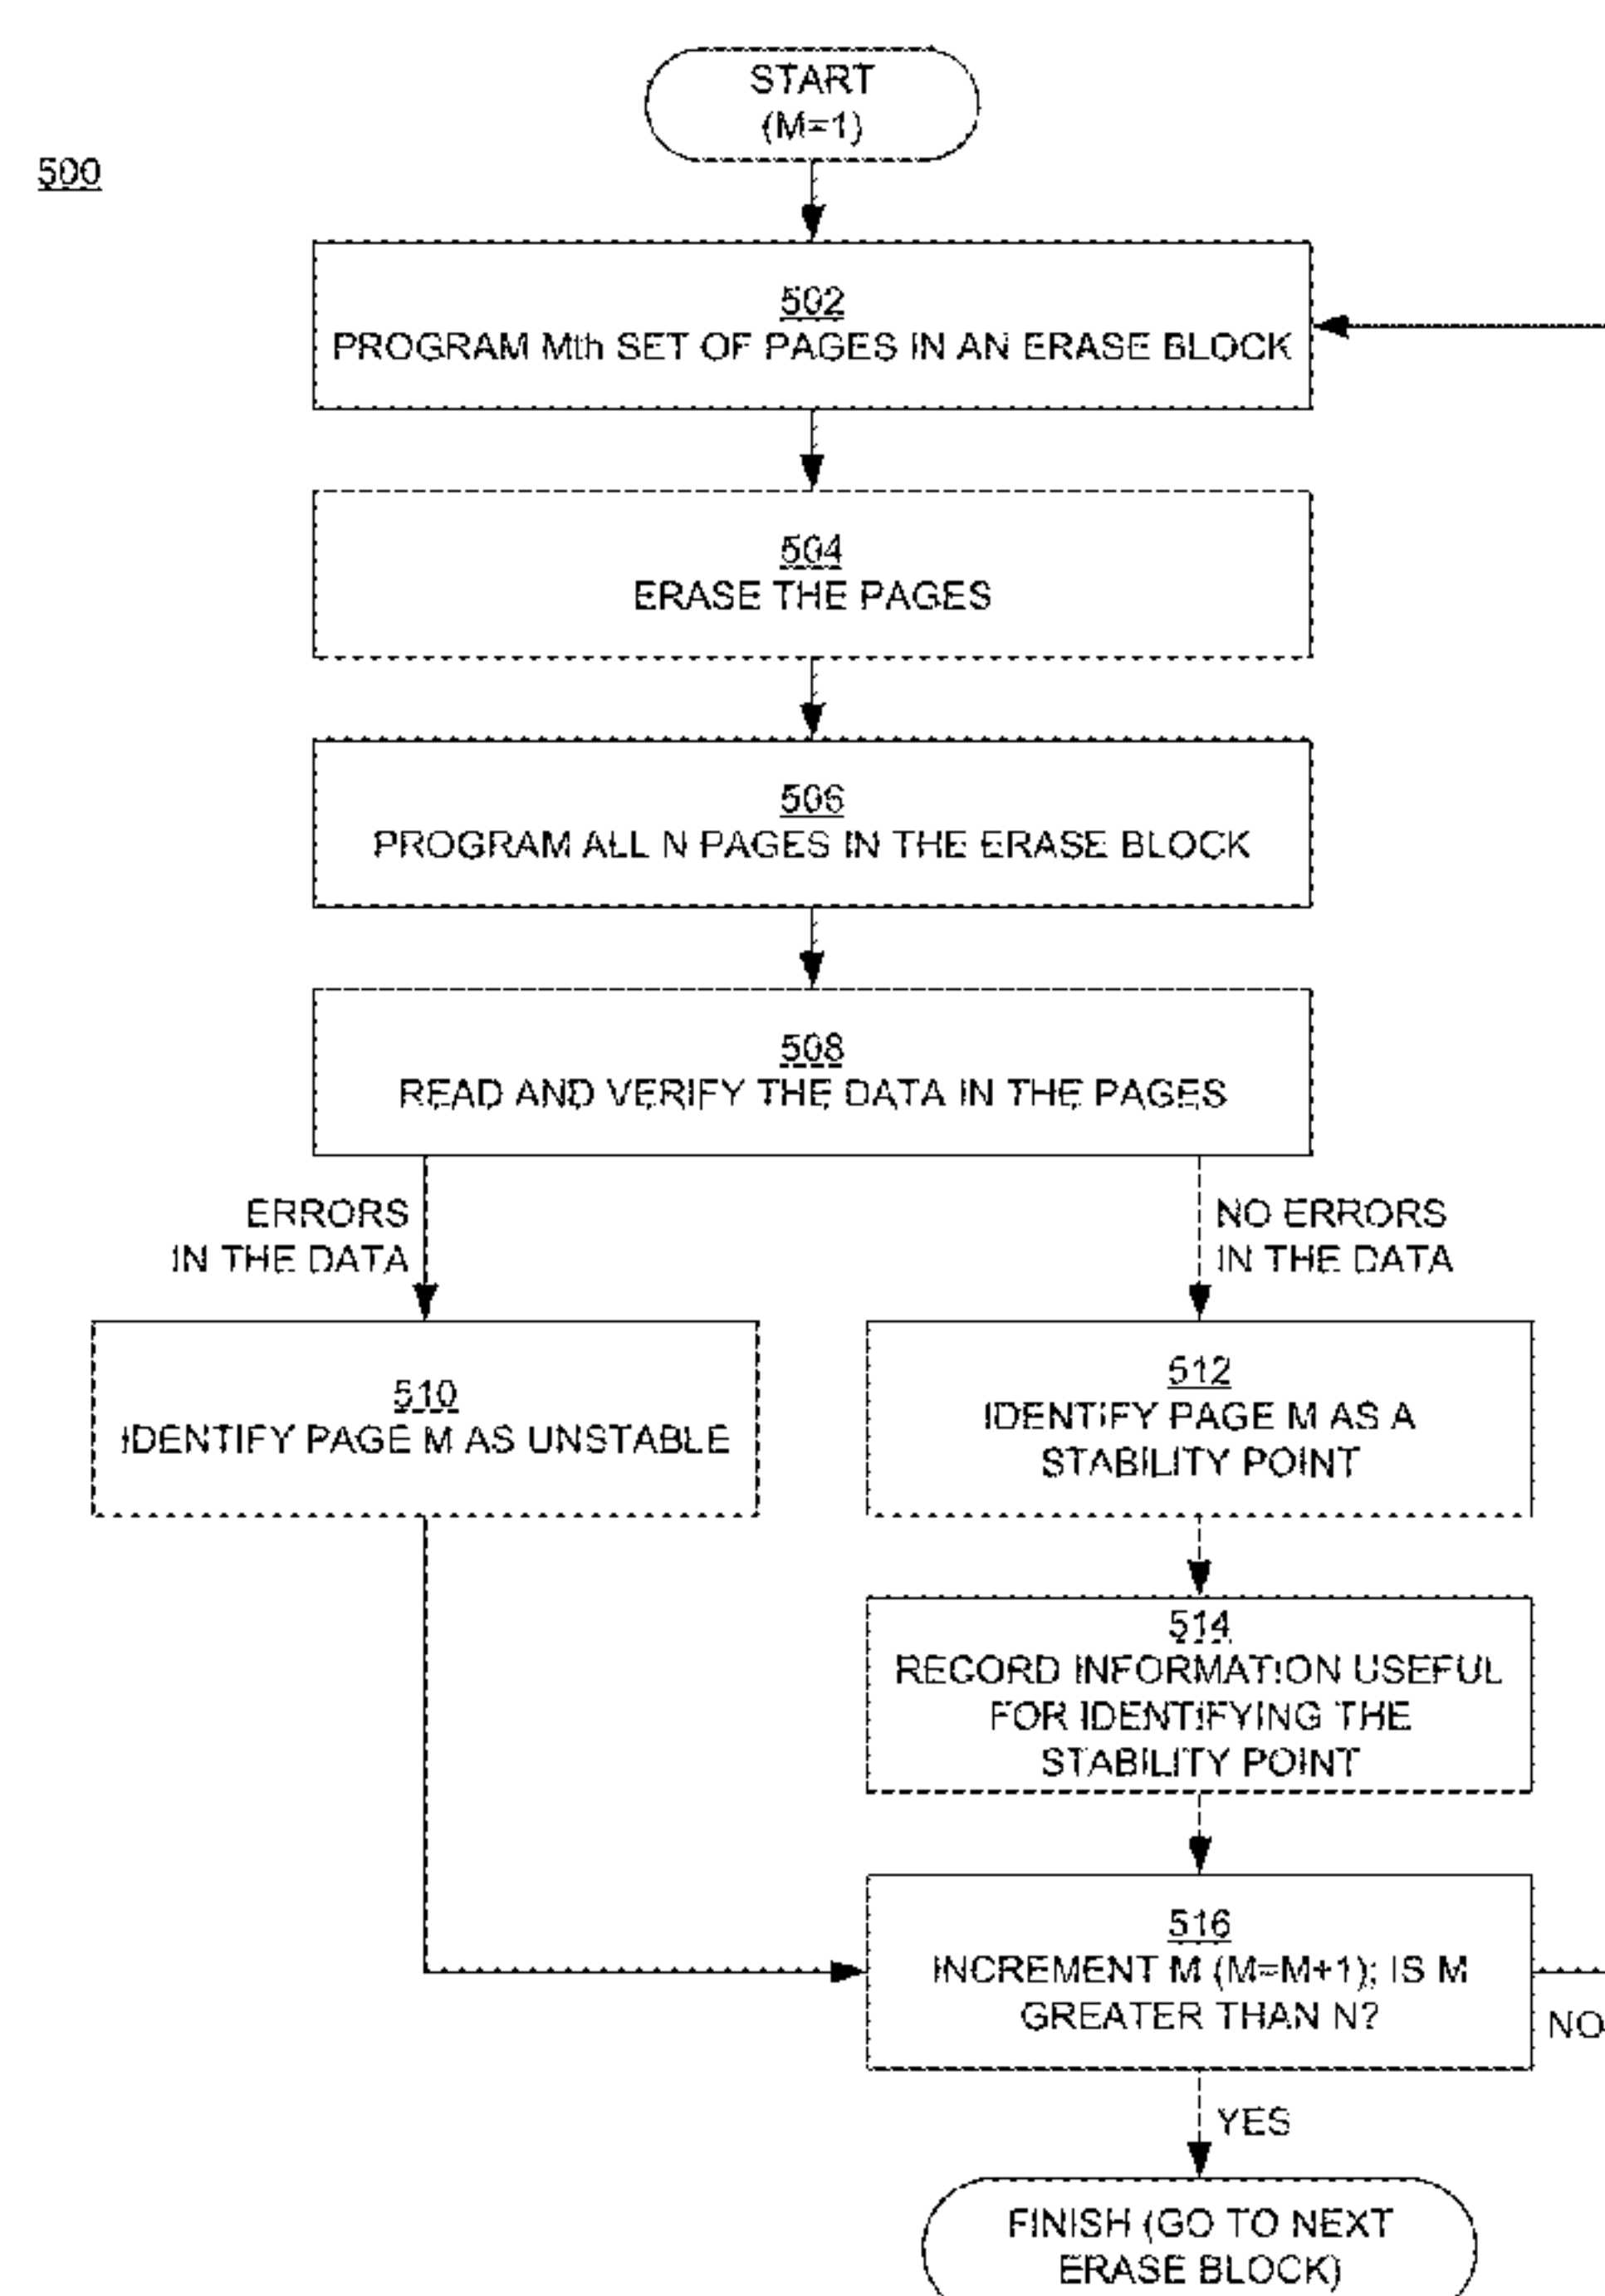 START
(M=1)
500
502
PROGRAM Mth SET OF PAGES IN AN ERASE BLOCK
504
ERASE THE PAGES
506
PROGRAM ALL N PAGES IN THE ERASE BLOCK
508
READ AND VERIFY THE DATA IN THE PAGES
ERRORS
IN THE DATA
NO ERRORS
IN THE DATA
510
IDENTIFY PAGE M AS UNSTABLE
512
IDENTIFY PAGE M AS A
STABILITY POINT
514
RECORD INFORMATION USEFUL
FOR IDENTIFYING THE
STABILITY POINT
516
INCREMENT M (M=M+1); IS M
GREATER THAN N?
NO
YES
FINISH (GO TO NEXT
ERASE BLOCK)